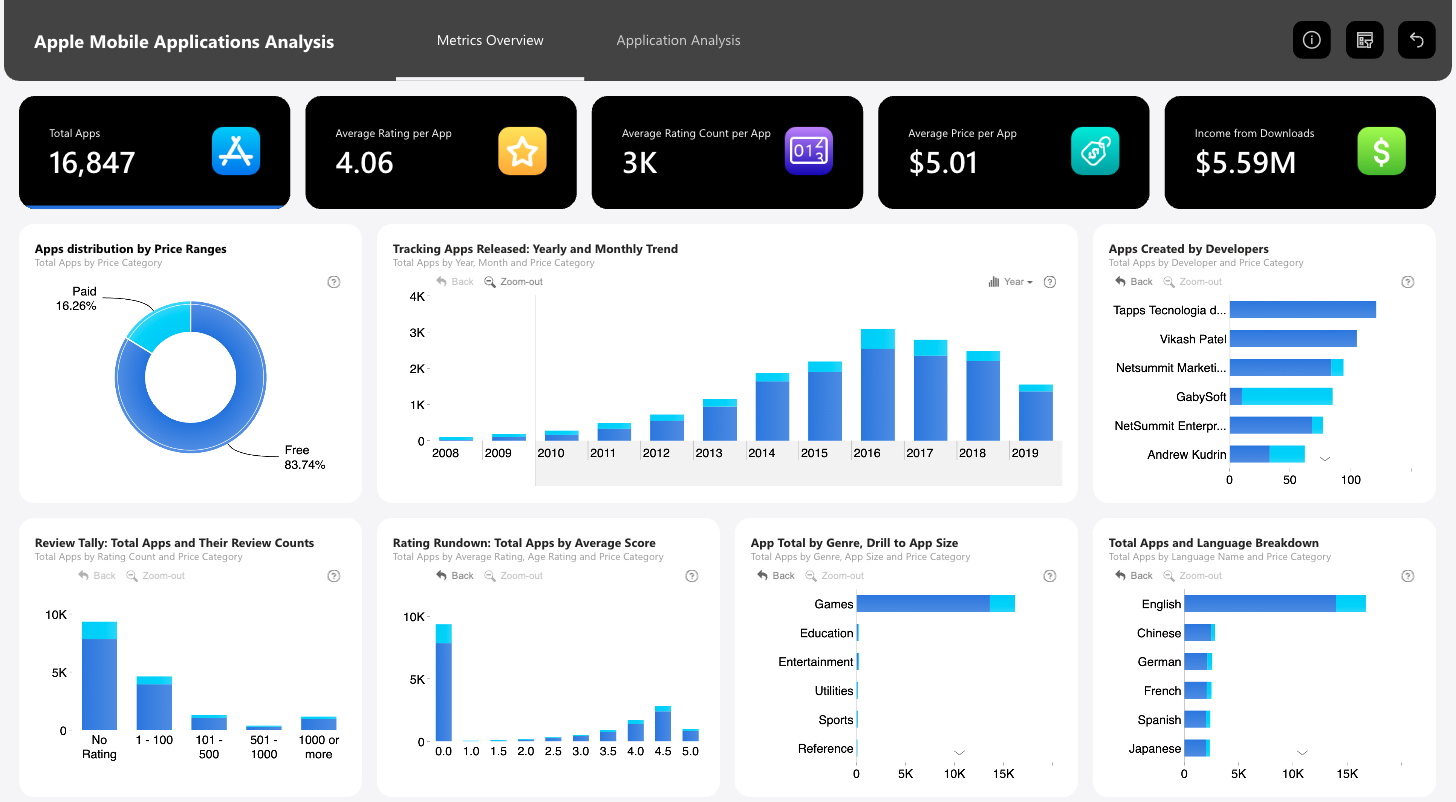 Apple Mobile Applications Analysis
Metrics Overview
Application Analysis
Total Apps
16,847
Average Rating per App
4.06
Average Rating Count per App
3K
Average Price per App
$5.01
Income from Downloads
$5.59M
Apps distribution by Price Ranges
Total Apps by Price Category
Paid
16.26%
Free
83.74%
Tracking Apps Released: Yearly and Monthly Trend
Total Apps by Year, Month and Price Category
Back Zoom-out Year
4K
3K
2K
1K
0
2008 2009 2010 2011 2012 2013 2014 2015 2016 2017 2018 2019
Apps Created by Developers
Total Apps by Developer and Price Category
Back Zoom-out
Tapps Tecnologia d...
Vikash Patel
Netsummit Marketi...
GabySoft
NetSummit Enterpr...
Andrew Kudrin
0 50 100
Review Tally: Total Apps and Their Review Counts
Total Apps by Rating Count and Price Category
Back Zoom-out
10K
5K
0
No Rating
1 - 100
101 - 500
501 - 1000
1000 or more
Rating Rundown: Total Apps by Average Score
Total Apps by Average Rating, Age Rating and Price Category
Back Zoom-out
10K
5K
0
0.0 1.0 1.5 2.0 2.5 3.0 3.5 4.0 4.5 5.0
App Total by Genre, Drill to App Size
Total Apps by Genre, App Size and Price Category
Back Zoom-out
Games
Education
Entertainment
Utilities
Sports
Reference
0 5K 10K 15K
Total Apps and Language Breakdown
Total Apps by Language Name and Price Category
Back Zoom-out
English
Chinese
German
French
Spanish
Japanese
0 5K 10K 15K